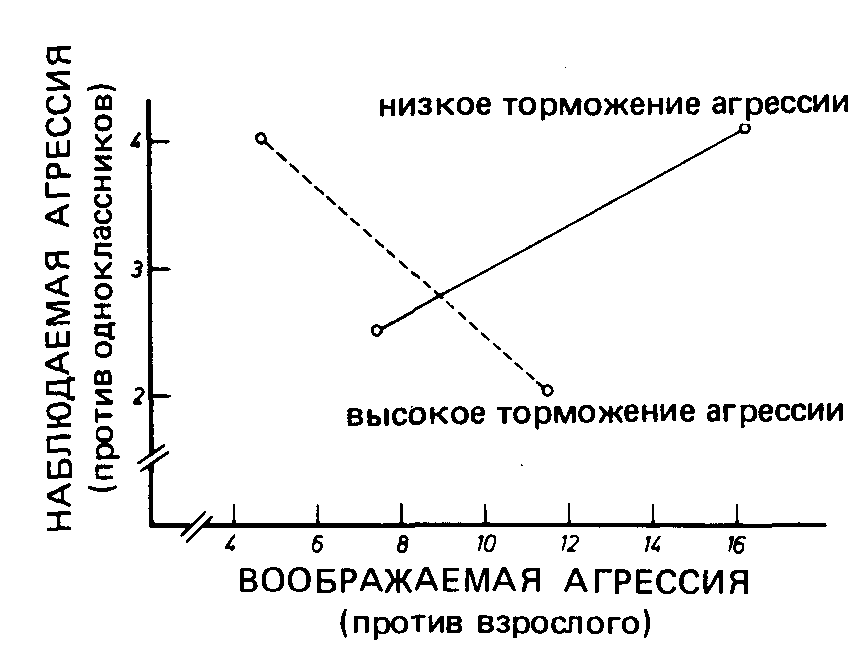 НАБЛЮДАЕМАЯ АГРЕССИЯ
(против одноклассников)
низкое торможение агрессии
4
3
2
высокое торможение агрессии
4 6 8 10 12 14 16
ВООБРАЖАЕМАЯ АГРЕССИЯ
(против взрослого)